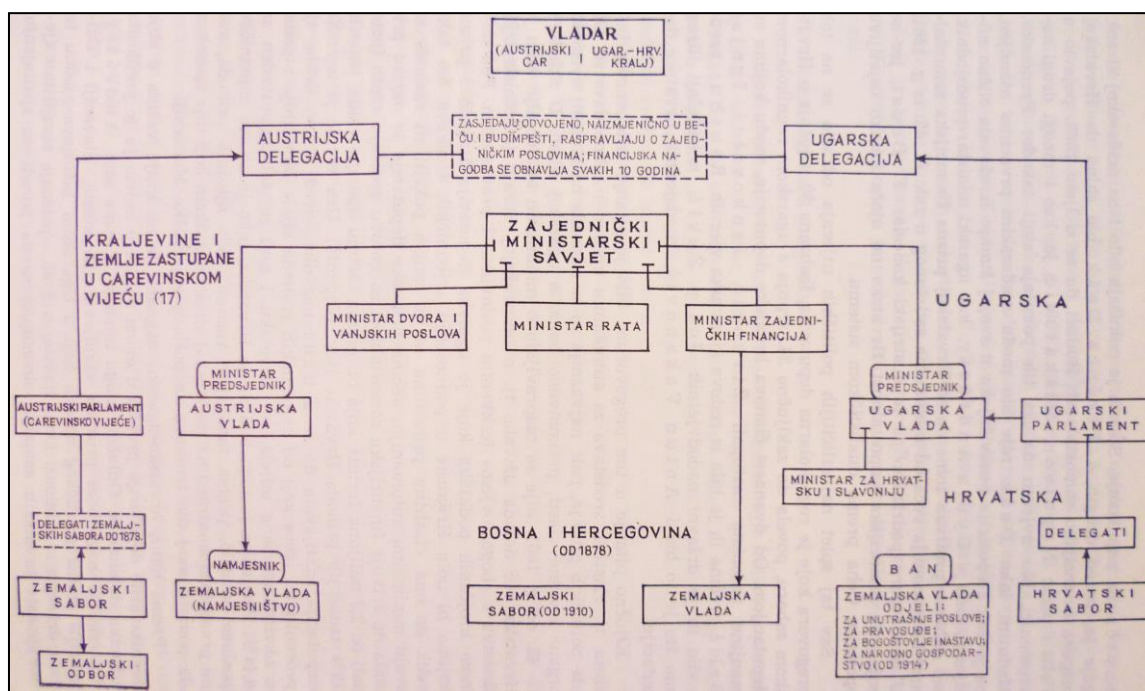 VLADAR
(AUSTRIJSKI I UGAR.-HRV.
CAR KRALJ)
AUSTRIJSKA
DELEGACIJA
ZASJEDAJU ODVOJENO, NAIZMJENIČNO U BE-
ČU I BUDIMPEŠTI, RASPRAVLJAJU O ZAJED-
NIČKIM POSLOVIMA; FINANCIJSKA NA-
GODBA SE OBNAVLJA SVAKIH 10 GODINA
UGARSKA
DELEGACIJA
KRALJEVINE I
ZEMLJE ZASTUPANE
U CAREVINSKOM
VIJEĆU (17)
ZAJEDNIČKI
MINISTARSKI
SAVJET
UGARSKA
MINISTAR DVORA I
VANJSKIH POSLOVA
MINISTAR RATA
MINISTAR ZAJEDNI-
ČKIH FINANCIJA
MINISTAR
PREDSJEDNIK
AUSTRIJSKA
VLADA
MINISTAR
PREDSJEDNIK
UGARSKA
VLADA
AUSTRIJSKI PARLAMENT
(CAREVINSKO VIJEĆE)
UGARSKI
PARLAMENT
MINISTAR ZA HRVAT-
SKU I SLAVONIJU
HRVATSKA
DELEGATI ZEMALJ-
SKIH SABORA DO 1873.
BOSNA I HERCEGOVINA
(OD 1878)
DELEGATI
NAMJESNIK
ZEMALJSKA VLADA
(NAMJESNIŠTVO)
BAN
ZEMALJSKI
SABOR
ZEMALJSKI
SABOR (OD 1910)
ZEMALJSKA
VLADA
ZEMALJSKA VLADA
ODJELI:
ZA UNUTRAŠNJE POSLOVE;
ZA PRAVOSUĐE;
ZA BOGOŠTOVLJE I NASTAVU;
ZA NARODNO GOSPODAR-
STVO (OD 1914)
HRVATSKI
SABOR
ZEMALJSKI
ODBOR